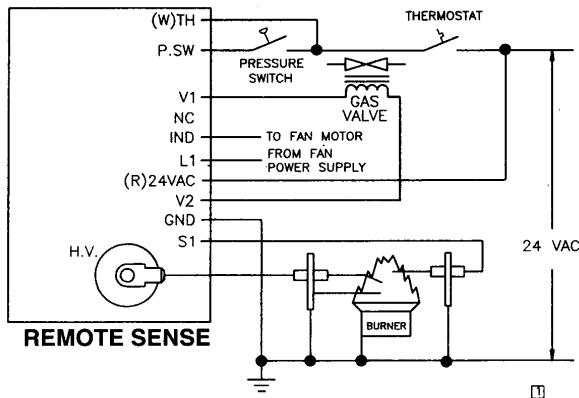 (W)TH
THERMOSTAT
P.SW
PRESSURE
SWITCH
V1
GAS
VALVE
NC
IND
TO FAN MOTOR
L1
FROM FAN
POWER SUPPLY
(R)24VAC
V2
GND
S1
H.V.
24 VAC
BURNER
REMOTE SENSE
1